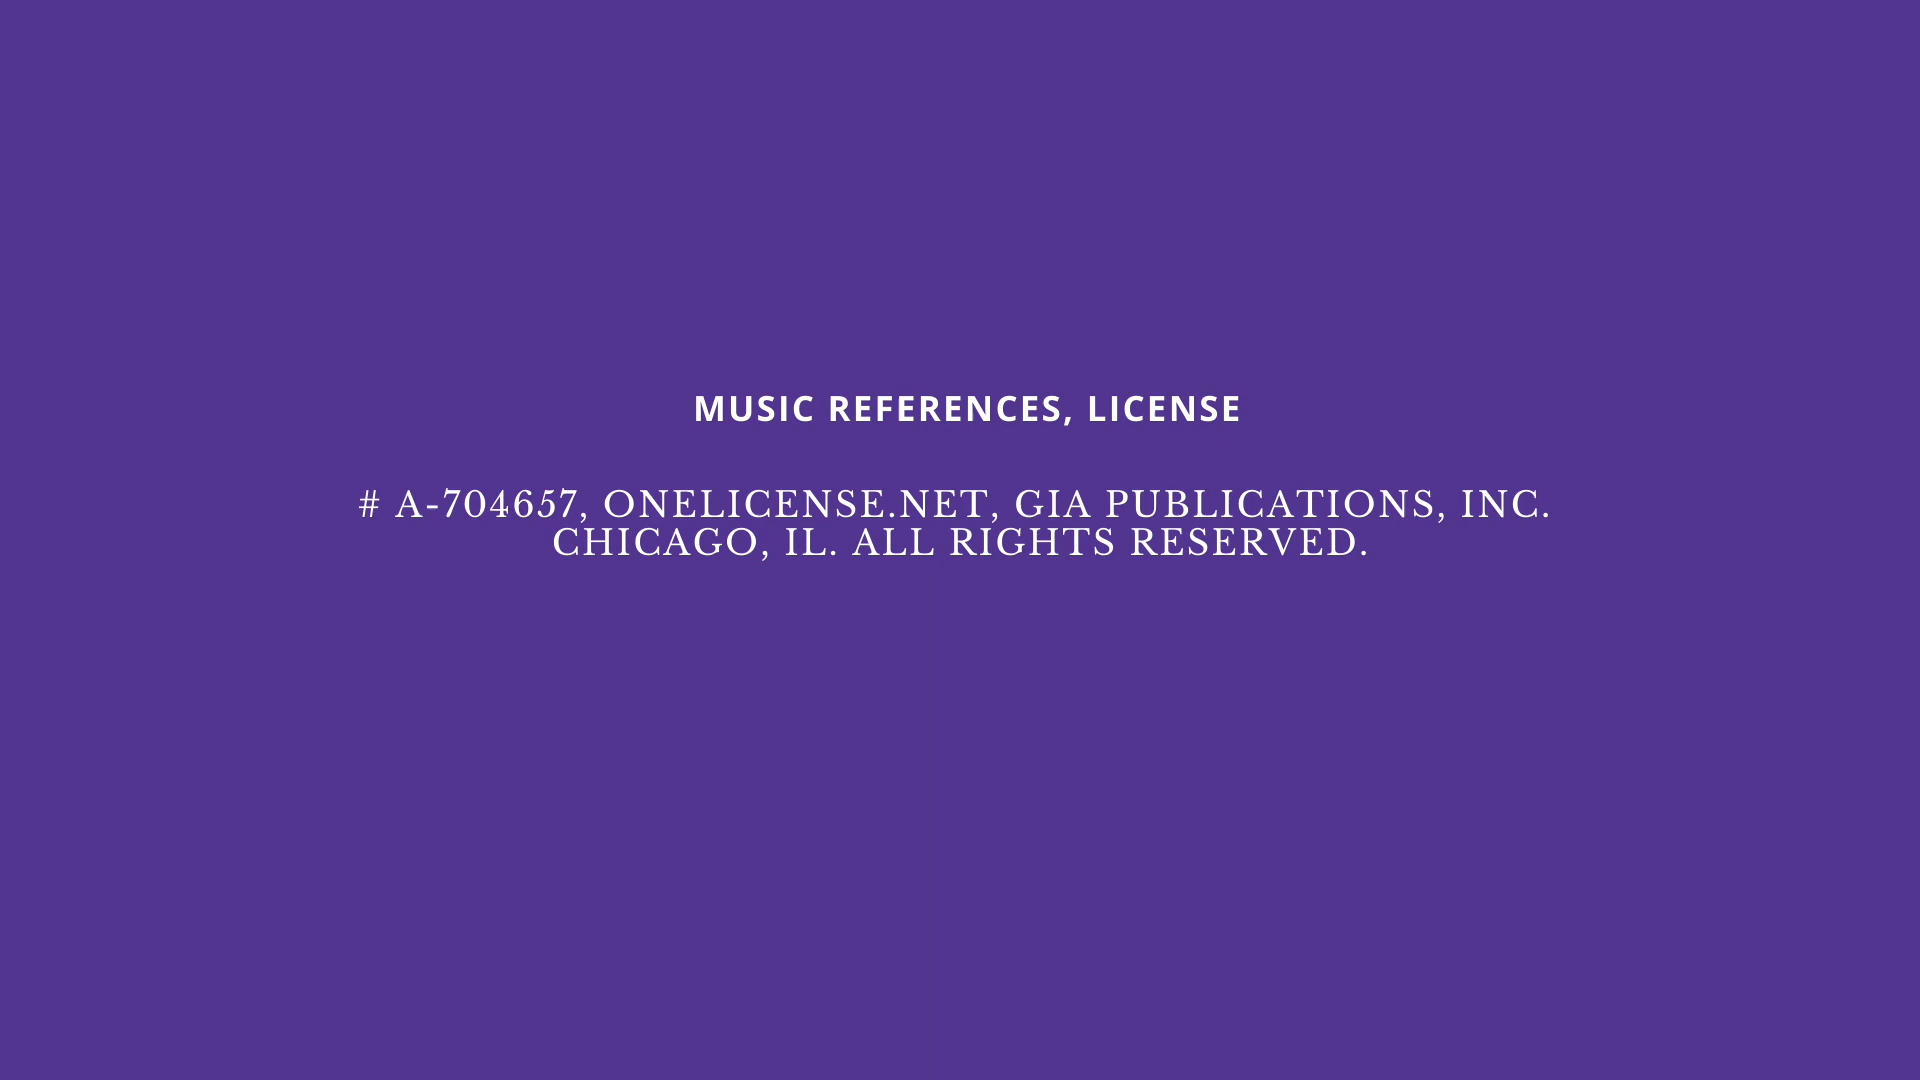 MUSIC REFERENCES, LICENSE
# A-704657, ONELICENSE.NET, GIA PUBLICATIONS, INC.
CHICAGO, IL. ALL RIGHTS RESERVED.